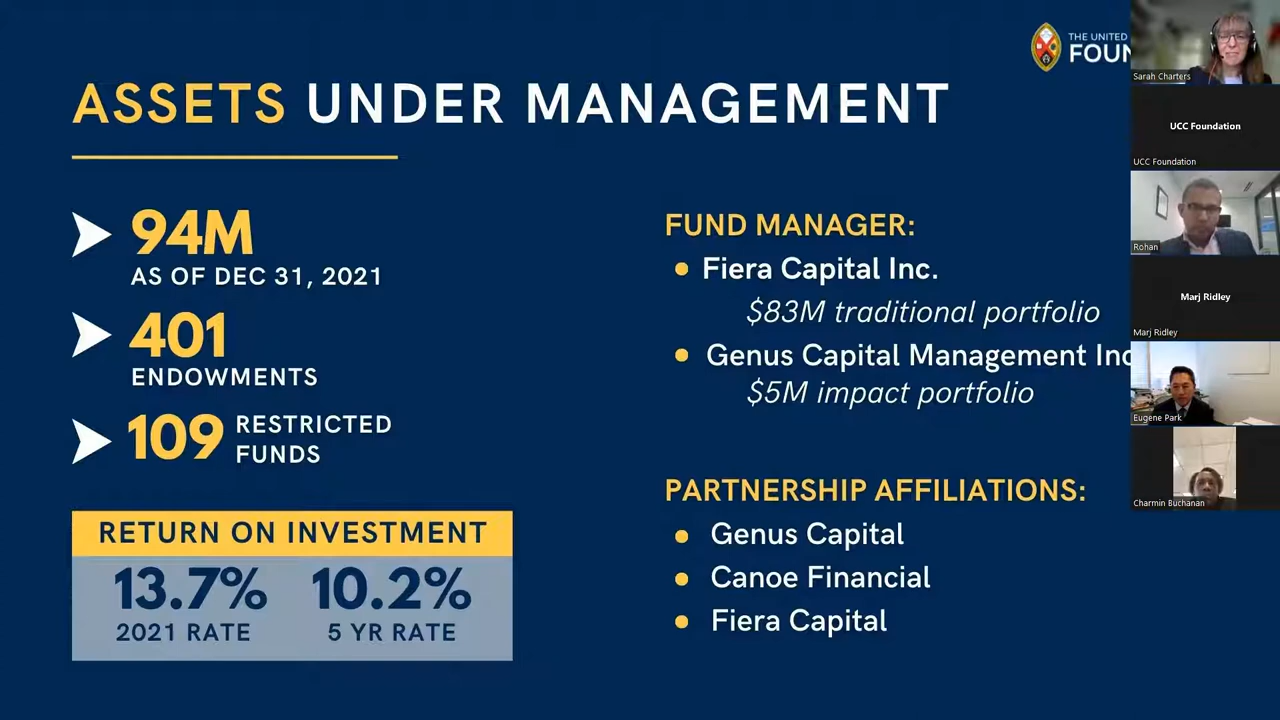 THE UNITED
FOUN
ASSETS UNDER MANAGEMENT
94M
AS OF DEC 31, 2021
401
ENDOWMENTS
109 RESTRICTED
FUNDS
RETURN ON INVESTMENT
13.7% 10.2%
2021 RATE 5 YR RATE
FUND MANAGER:
Fiera Capital Inc.
$83M traditional portfolio
Genus Capital Management Inc
$5M impact portfolio
PARTNERSHIP AFFILIATIONS:
Genus Capital
Canoe Financial
Fiera Capital
Sarah Charters
UCC Foundation
UCC Foundation
Rohan
Marj Ridley
Marj Ridley
Eugene Park
Charmin Buchanan